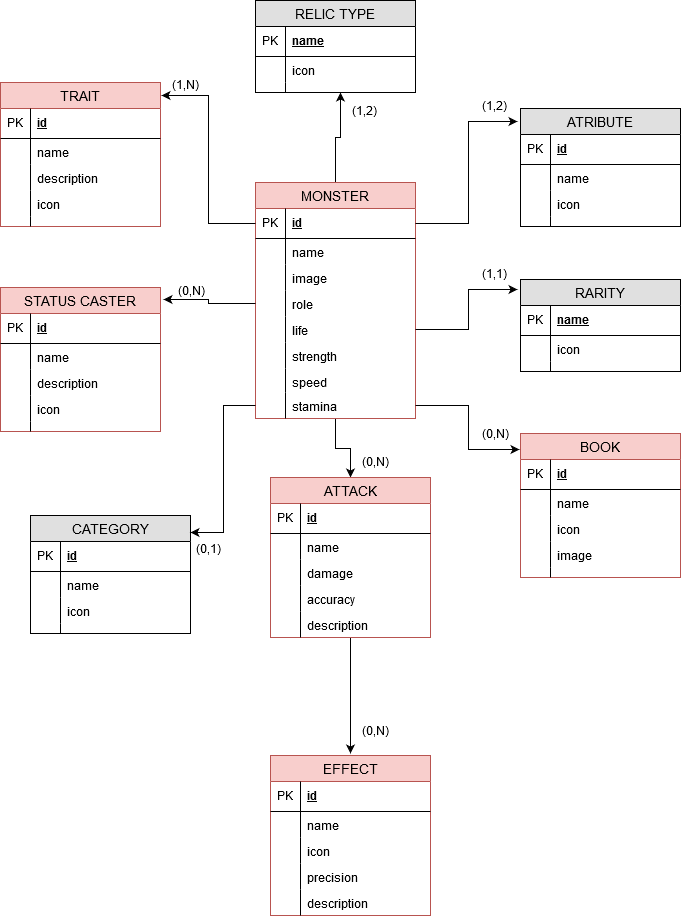 RELIC TYPE
PK name
icon
(1,2)
TRAIT
PK id
name
description
icon
(1,N)
ATRIBUTE
PK id
name
icon
(1,2)
MONSTER
PK id
name
image
role
life
strength
speed
stamina
STATUS CASTER
PK id
name
description
icon
(0,N)
RARITY
PK name
icon
(1,1)
BOOK
PK id
name
icon
image
(0,N)
CATEGORY
PK id
name
icon
(0,1)
ATTACK
PK id
name
damage
accuracy
description
(0,N)
EFFECT
PK id
name
icon
precision
description
(0,N)